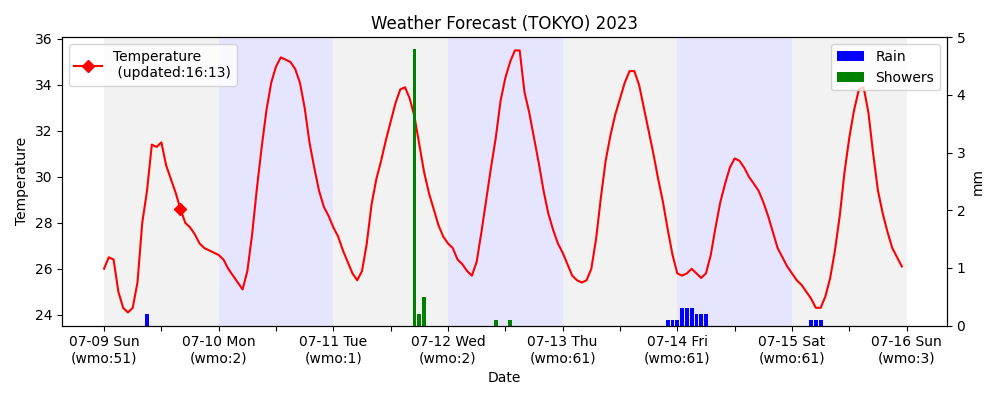 Weather Forecast (TOKYO) 2023
Temperature
(updated:16:13)
Rain
Showers
36
34
32
30
28
26
24
Temperature
5
4
3
2
1
0
mm
07-09 Sun
(wmo:51)
07-10 Mon
(wmo:2)
07-11 Tue
(wmo:1)
07-12 Wed
(wmo:2)
07-13 Thu
(wmo:61)
07-14 Fri
(wmo:61)
07-15 Sat
(wmo:61)
07-16 Sun
(wmo:3)
Date